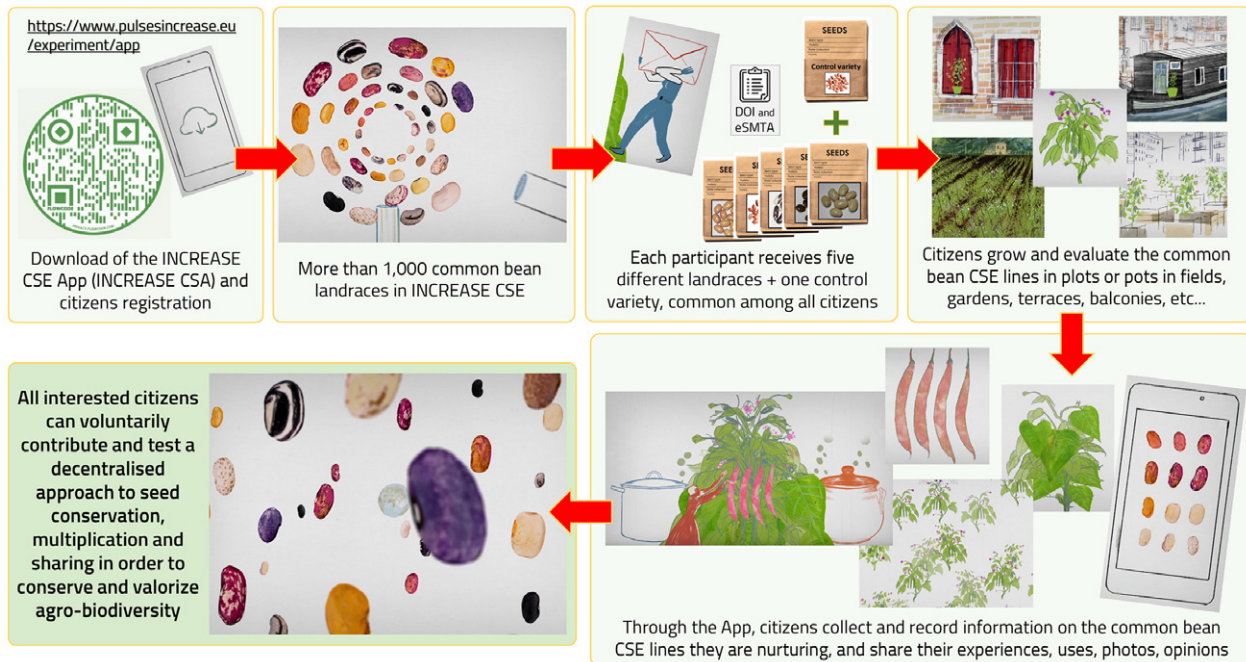 https://www.pulsesincrease.eu
/experiment/app
FLOWCODE
Download of the INCREASE
CSE App (INCREASE CSA) and
citizens registration
More than 1,000 common bean
landraces in INCREASE CSE
DOI and
eSMTA
SEEDS
Control variety
+
SEEDS
Each participant receives five
different landraces + one control
variety, common among all citizens
Citizens grow and evaluate the common
bean CSE lines in plots or pots in fields,
gardens, terraces, balconies, etc...
All interested citizens
can voluntarily
contribute and test a
decentralised
approach to seed
conservation,
multiplication and
sharing in order to
conserve and valorize
agro-biodiversity
Through the App, citizens collect and record information on the common bean
CSE lines they are nurturing, and share their experiences, uses, photos, opinions